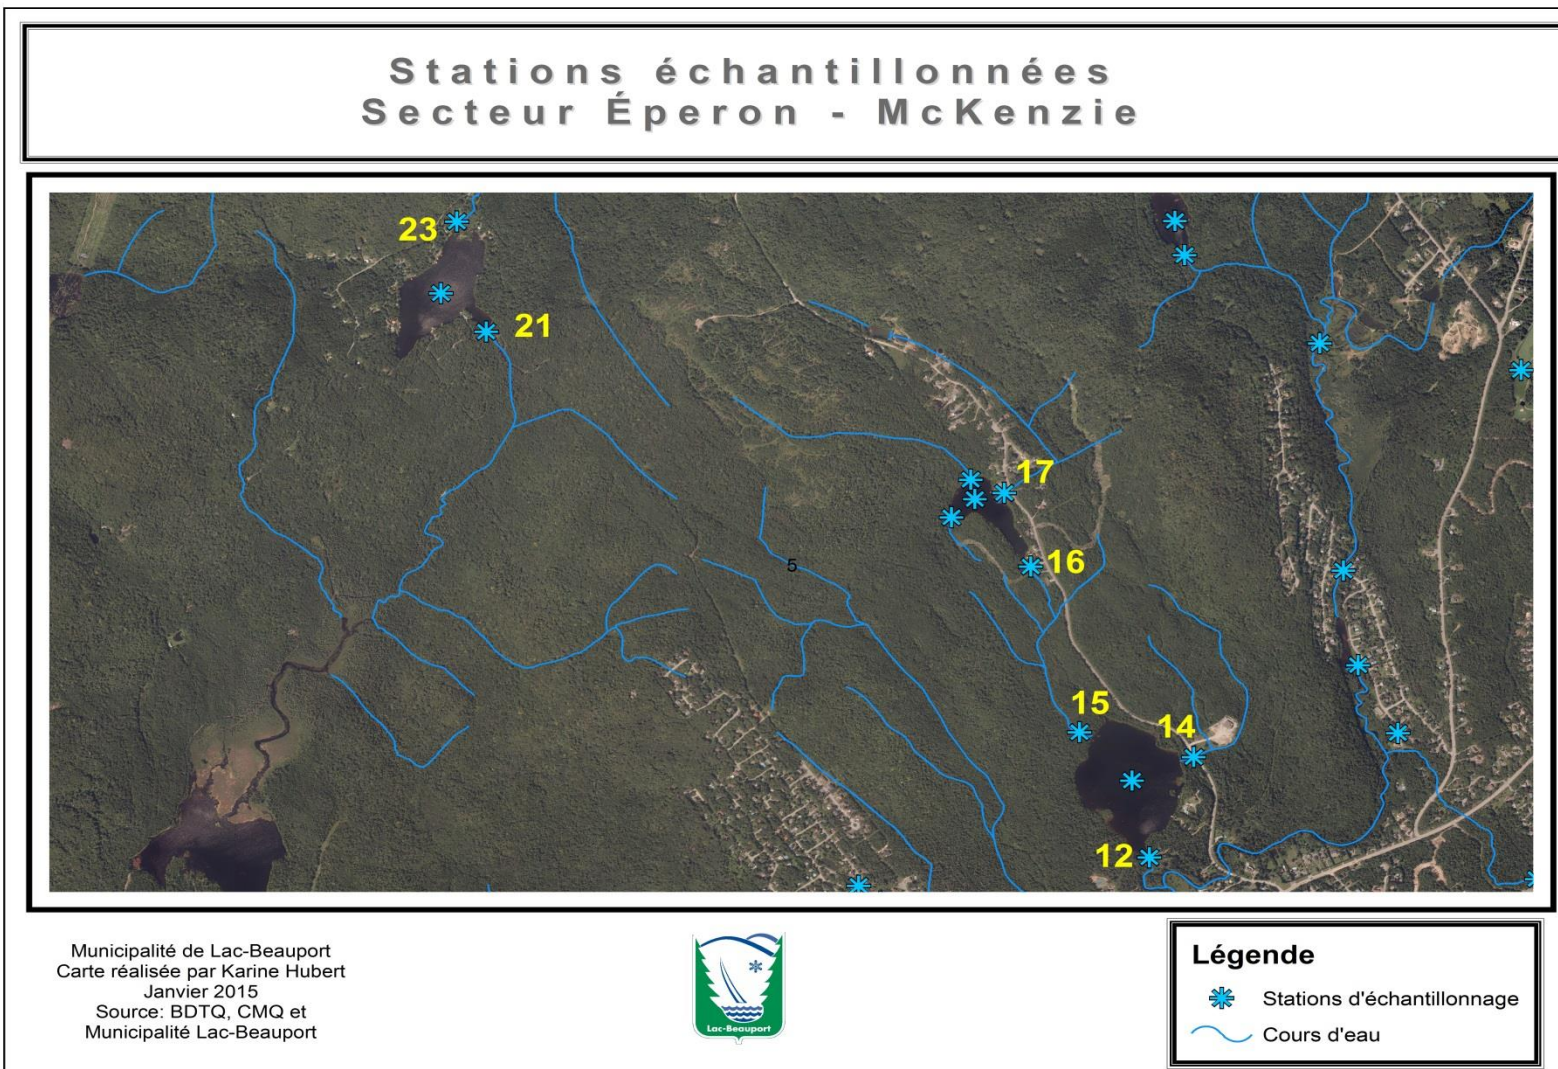 Stations échantillonnées
Secteur Éperon - McKenzie
23
21
17
16
5
15
14
12
Municipalité de Lac-Beauport
Carte réalisée par Karine Hubert
Janvier 2015
Source: BDTQ, CMQ et
Municipalité Lac-Beauport
Lac-Beauport
Légende
Stations d'échantillonnage
Cours d'eau